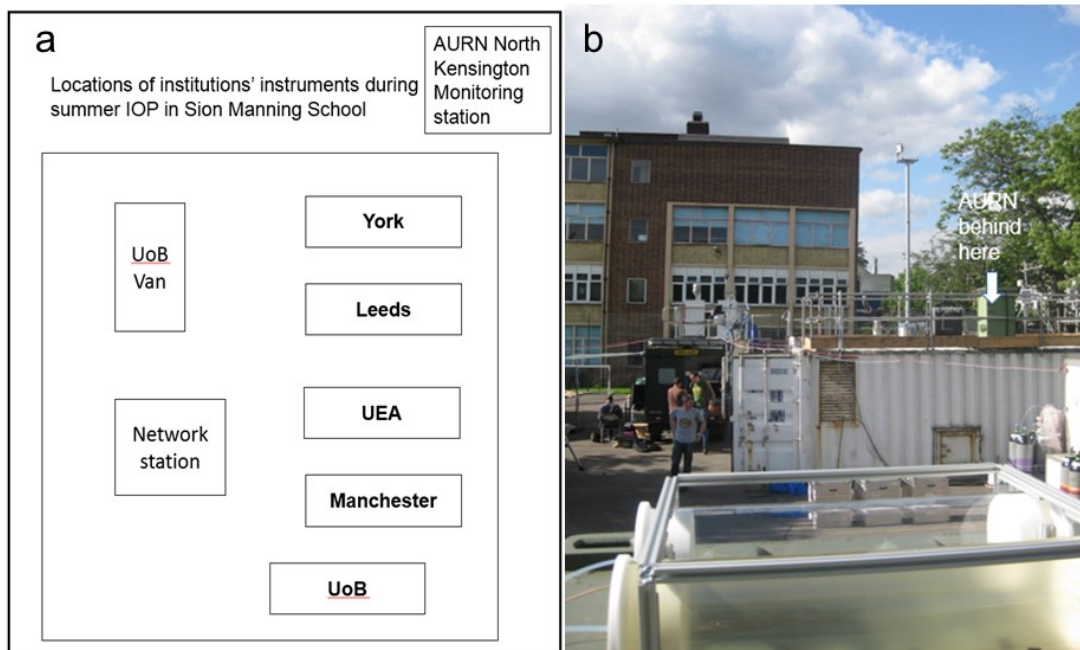 a
Locations of institutions' instruments during
summer IOP in Sion Manning School
AURN North
Kensington
Monitoring
station
UoB
Van
York
Leeds
Network
station
UEA
Manchester
UoB
b
AURN
behind
here